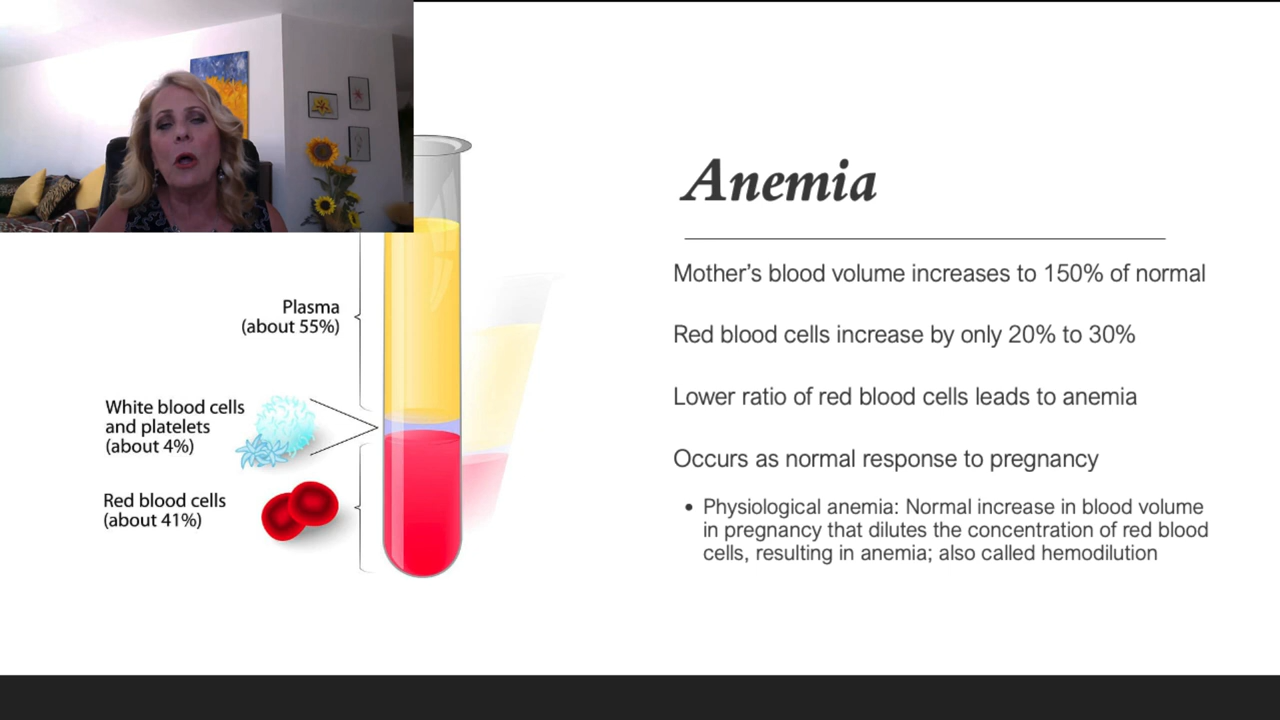 Anemia
Mother’s blood volume increases to 150% of normal
Red blood cells increase by only 20% to 30%
Lower ratio of red blood cells leads to anemia
Occurs as normal response to pregnancy
• Physiological anemia: Normal increase in blood volume
in pregnancy that dilutes the concentration of red blood
cells, resulting in anemia; also called hemodilution
Plasma
(about 55%)
White blood cells
and platelets
(about 4%)
Red blood cells
(about 41%)